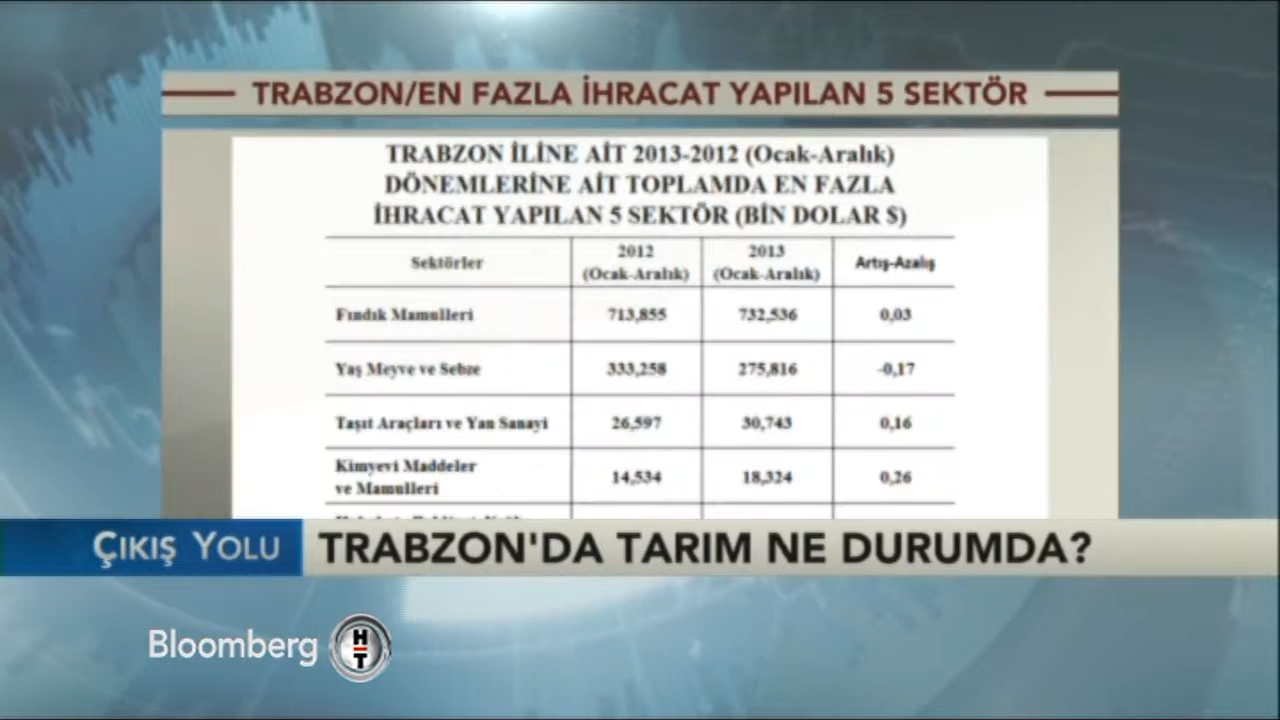 TRABZON/EN FAZLA İHRACAT YAPILAN 5 SEKTÖR
TRABZON İLİNE AİT 2013-2012 (Ocak-Aralık)
DÖNEMLERİNE AİT TOPLAMDA EN FAZLA
İHRACAT YAPILAN 5 SEKTÖR (BİN DOLAR $)
Sektörler 2012 (Ocak-Aralık) 2013 (Ocak-Aralık) Artış-Azalış
Fındık Mamulleri 713,855 732,536 0,03
Yaş Meyve ve Sebze 333,258 275,816 -0,17
Taşıt Araçları ve Yan Sanayi 26,597 30,743 0,16
Kimyevi Maddeler
ve Mamulleri 14,534 18,324 0,26
ÇIKIŞ YOLU TRABZON'DA TARIM NE DURUMDA?
Bloomberg HT